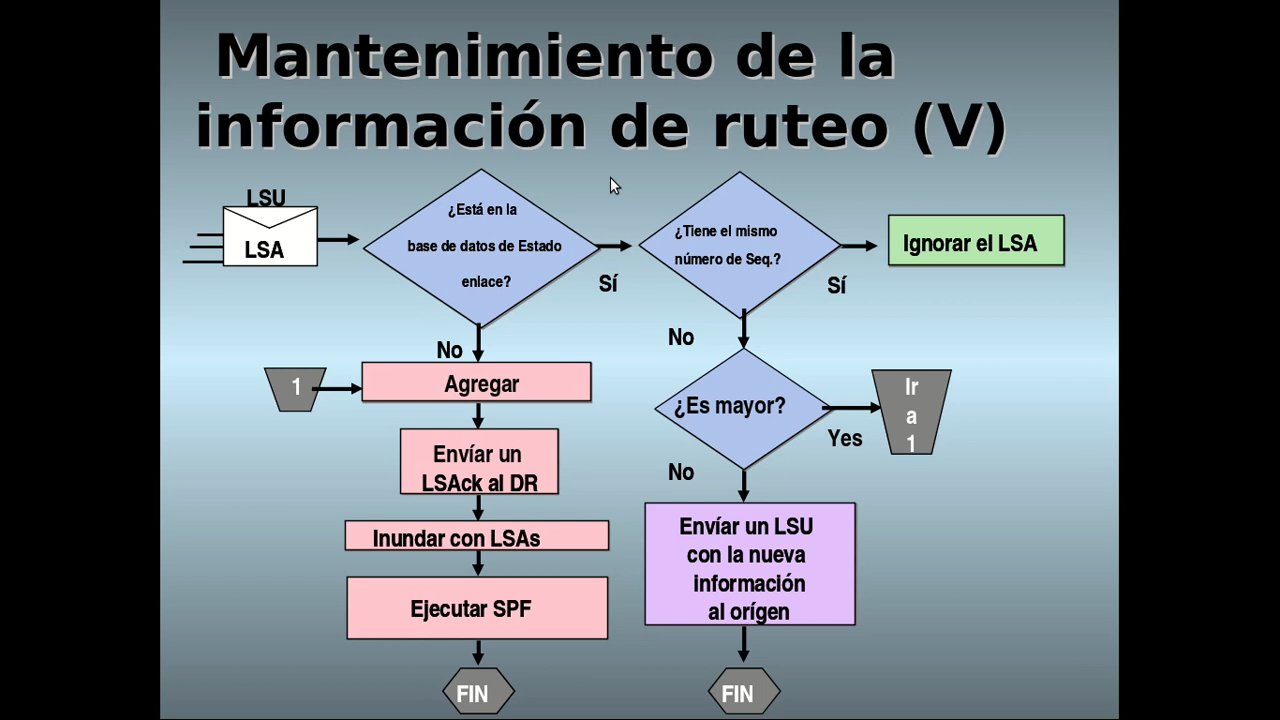 Mantenimiento de la
información de ruteo (V)
LSU
LSA
¿Está en la
base de datos de Estado
enlace?
Sí
¿Tiene el mismo
número de Seq.?
Sí
Ignorar el LSA
No
No
1
Agregar
¿Es mayor?
Yes
Ir
a
1
Envíar un
LSAck al DR
No
Inundar con LSAs
Envíar un LSU
con la nueva
información
al orígen
Ejecutar SPF
FIN
FIN